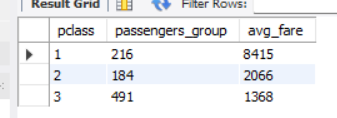 Result Grid Filter Rows:
pclass passengers_group avg_fare
1 216 8415
2 184 2066
3 491 1368